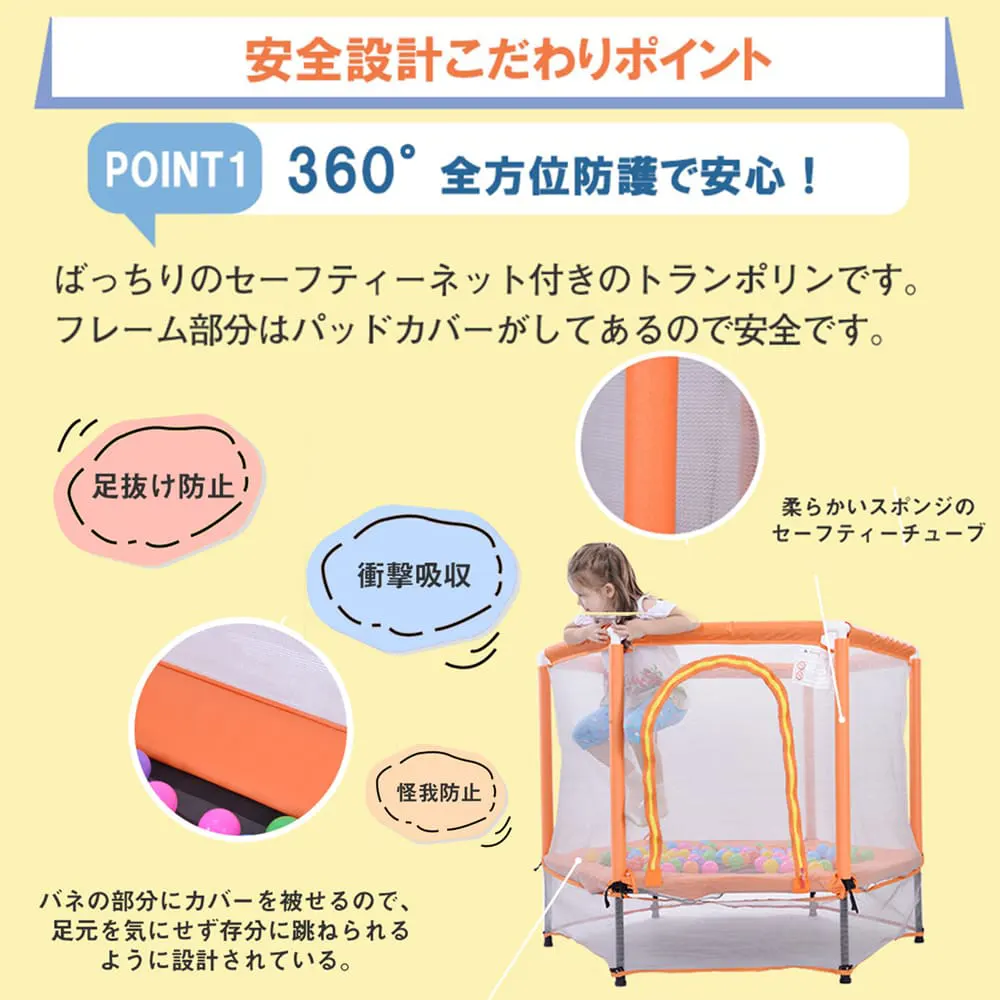 安全設計こだわりポイント
POINT1 360°全方位防護で安心！
ばっちりのセーフティーネット付きのトランポリンです。
フレーム部分はパッドカバーがしてあるので安全です。
足抜け防止
衝撃吸収
柔らかいスポンジの
セーフティーチューブ
怪我防止
バネの部分にカバーを被せるので、
足元を気にせず存分に跳ねられる
ように設計されている。